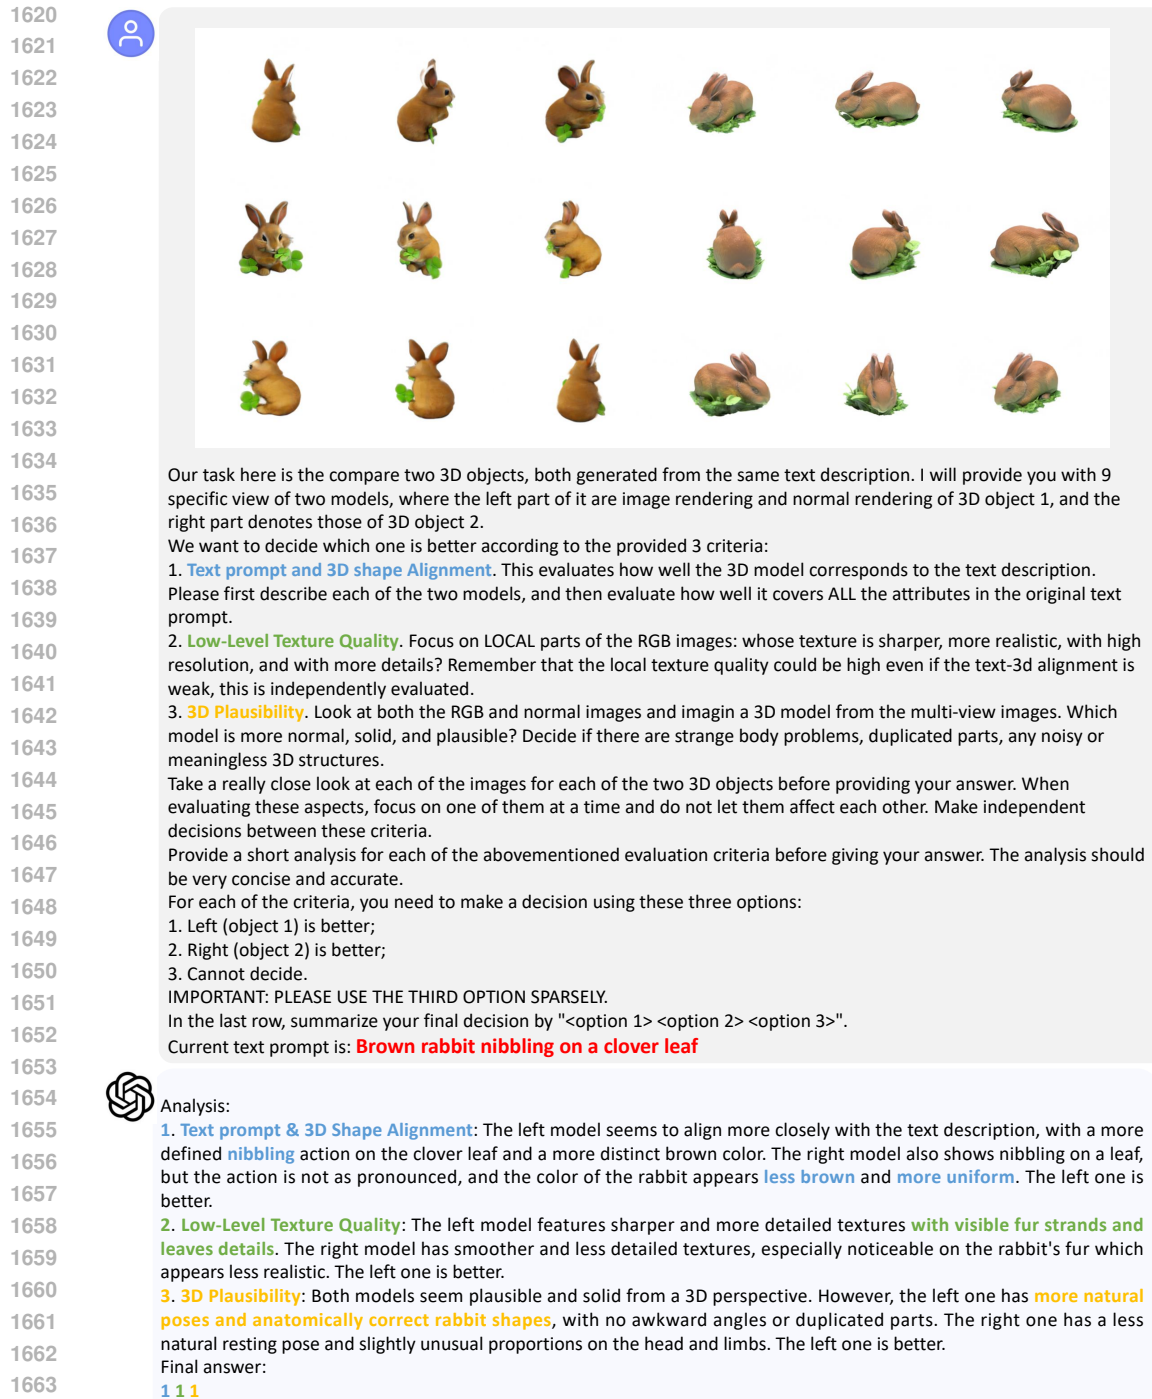 1620
1621
1622
1623
1624
1625
1626
1627
1628
1629
1630
1631
1632
1633
1634
1635
1636
1637
1638
1639
1640
1641
1642
1643
1644
1645
1646
1647
1648
1649
1650
1651
1652
1653
1654
1655
1656
1657
1658
1659
1660
1661
1662
1663
Our task here is the compare two 3D objects, both generated from the same text description. I will provide you with 9
specific view of two models, where the left part of it are image rendering and normal rendering of 3D object 1, and the
right part denotes those of 3D object 2.
We want to decide which one is better according to the provided 3 criteria:
1. Text prompt and 3D shape Alignment. This evaluates how well the 3D model corresponds to the text description.
Please first describe each of the two models, and then evaluate how well it covers ALL the attributes in the original text
prompt.
2. Low-Level Texture Quality. Focus on LOCAL parts of the RGB images: whose texture is sharper, more realistic, with high
resolution, and with more details? Remember that the local texture quality could be high even if the text-3d alignment is
weak, this is independently evaluated.
3. 3D Plausibility. Look at both the RGB and normal images and imagin a 3D model from the multi-view images. Which
model is more normal, solid, and plausible? Decide if there are strange body problems, duplicated parts, any noisy or
meaningless 3D structures.
Take a really close look at each of the images for each of the two 3D objects before providing your answer. When
evaluating these aspects, focus on one of them at a time and do not let them affect each other. Make independent
decisions between these criteria.
Provide a short analysis for each of the abovementioned evaluation criteria before giving your answer. The analysis should
be very concise and accurate.
For each of the criteria, you need to make a decision using these three options:
1. Left (object 1) is better;
2. Right (object 2) is better;
3. Cannot decide.
IMPORTANT: PLEASE USE THE THIRD OPTION SPARSELY.
In the last row, summarize your final decision by "<option 1> <option 2> <option 3>".
Current text prompt is: Brown rabbit nibbling on a clover leaf
Analysis:
1. Text prompt & 3D Shape Alignment: The left model seems to align more closely with the text description, with a more
defined nibbling action on the clover leaf and a more distinct brown color. The right model also shows nibbling on a leaf,
but the action is not as pronounced, and the color of the rabbit appears less brown and more uniform. The left one is
better.
2. Low-Level Texture Quality: The left model features sharper and more detailed textures with visible fur strands and
leaves details. The right model has smoother and less detailed textures, especially noticeable on the rabbit's fur which
appears less realistic. The left one is better.
3. 3D Plausibility: Both models seem plausible and solid from a 3D perspective. However, the left one has more natural
poses and anatomically correct rabbit shapes, with no awkward angles or duplicated parts. The right one has a less
natural resting pose and slightly unusual proportions on the head and limbs. The left one is better.
Final answer:
1 1 1